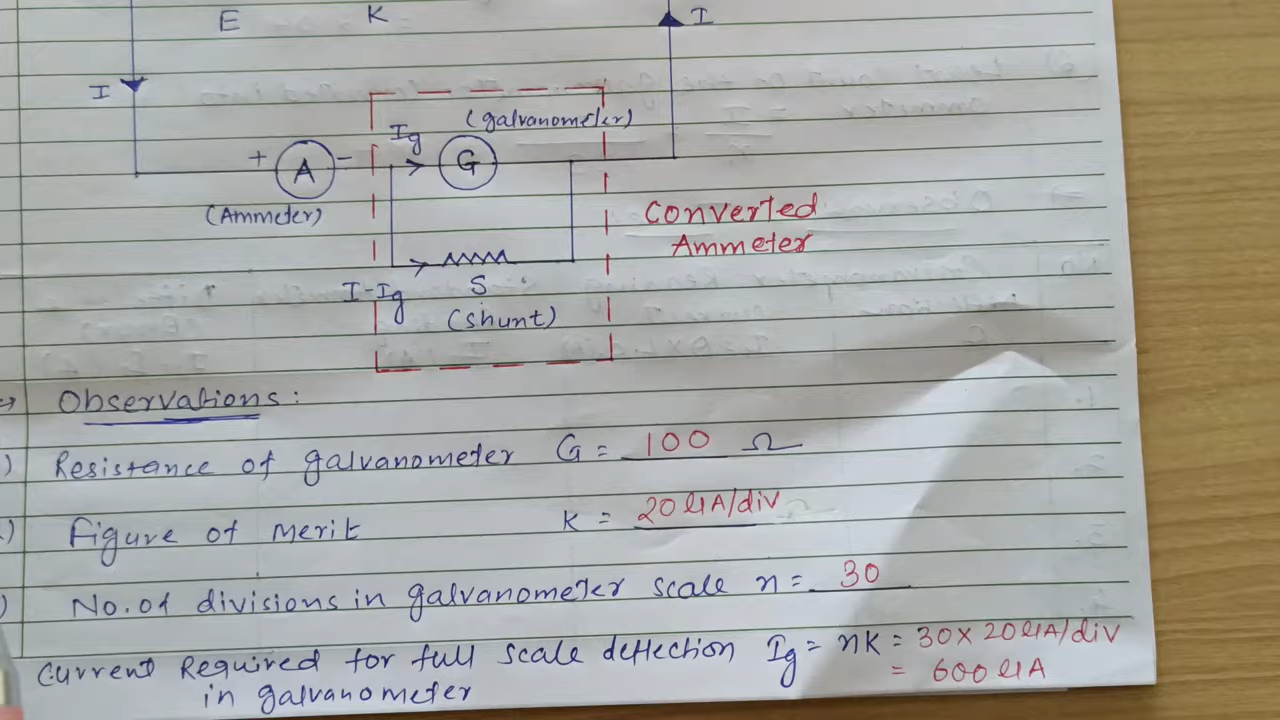 E K I
I
Ig (galvanometer)
+ A - G
(Ammeter)
Converted
Ammeter
I-Ig S
(shunt)
→ Observations:
) Resistance of galvanometer G = 100 Ω
) Figure of merit K = 20 μA/div
) No. of divisions in galvanometer scale n = 30
Current Required for full scale deflection Ig = nK = 30 x 20 μA/div
in galvanometer = 600 μA